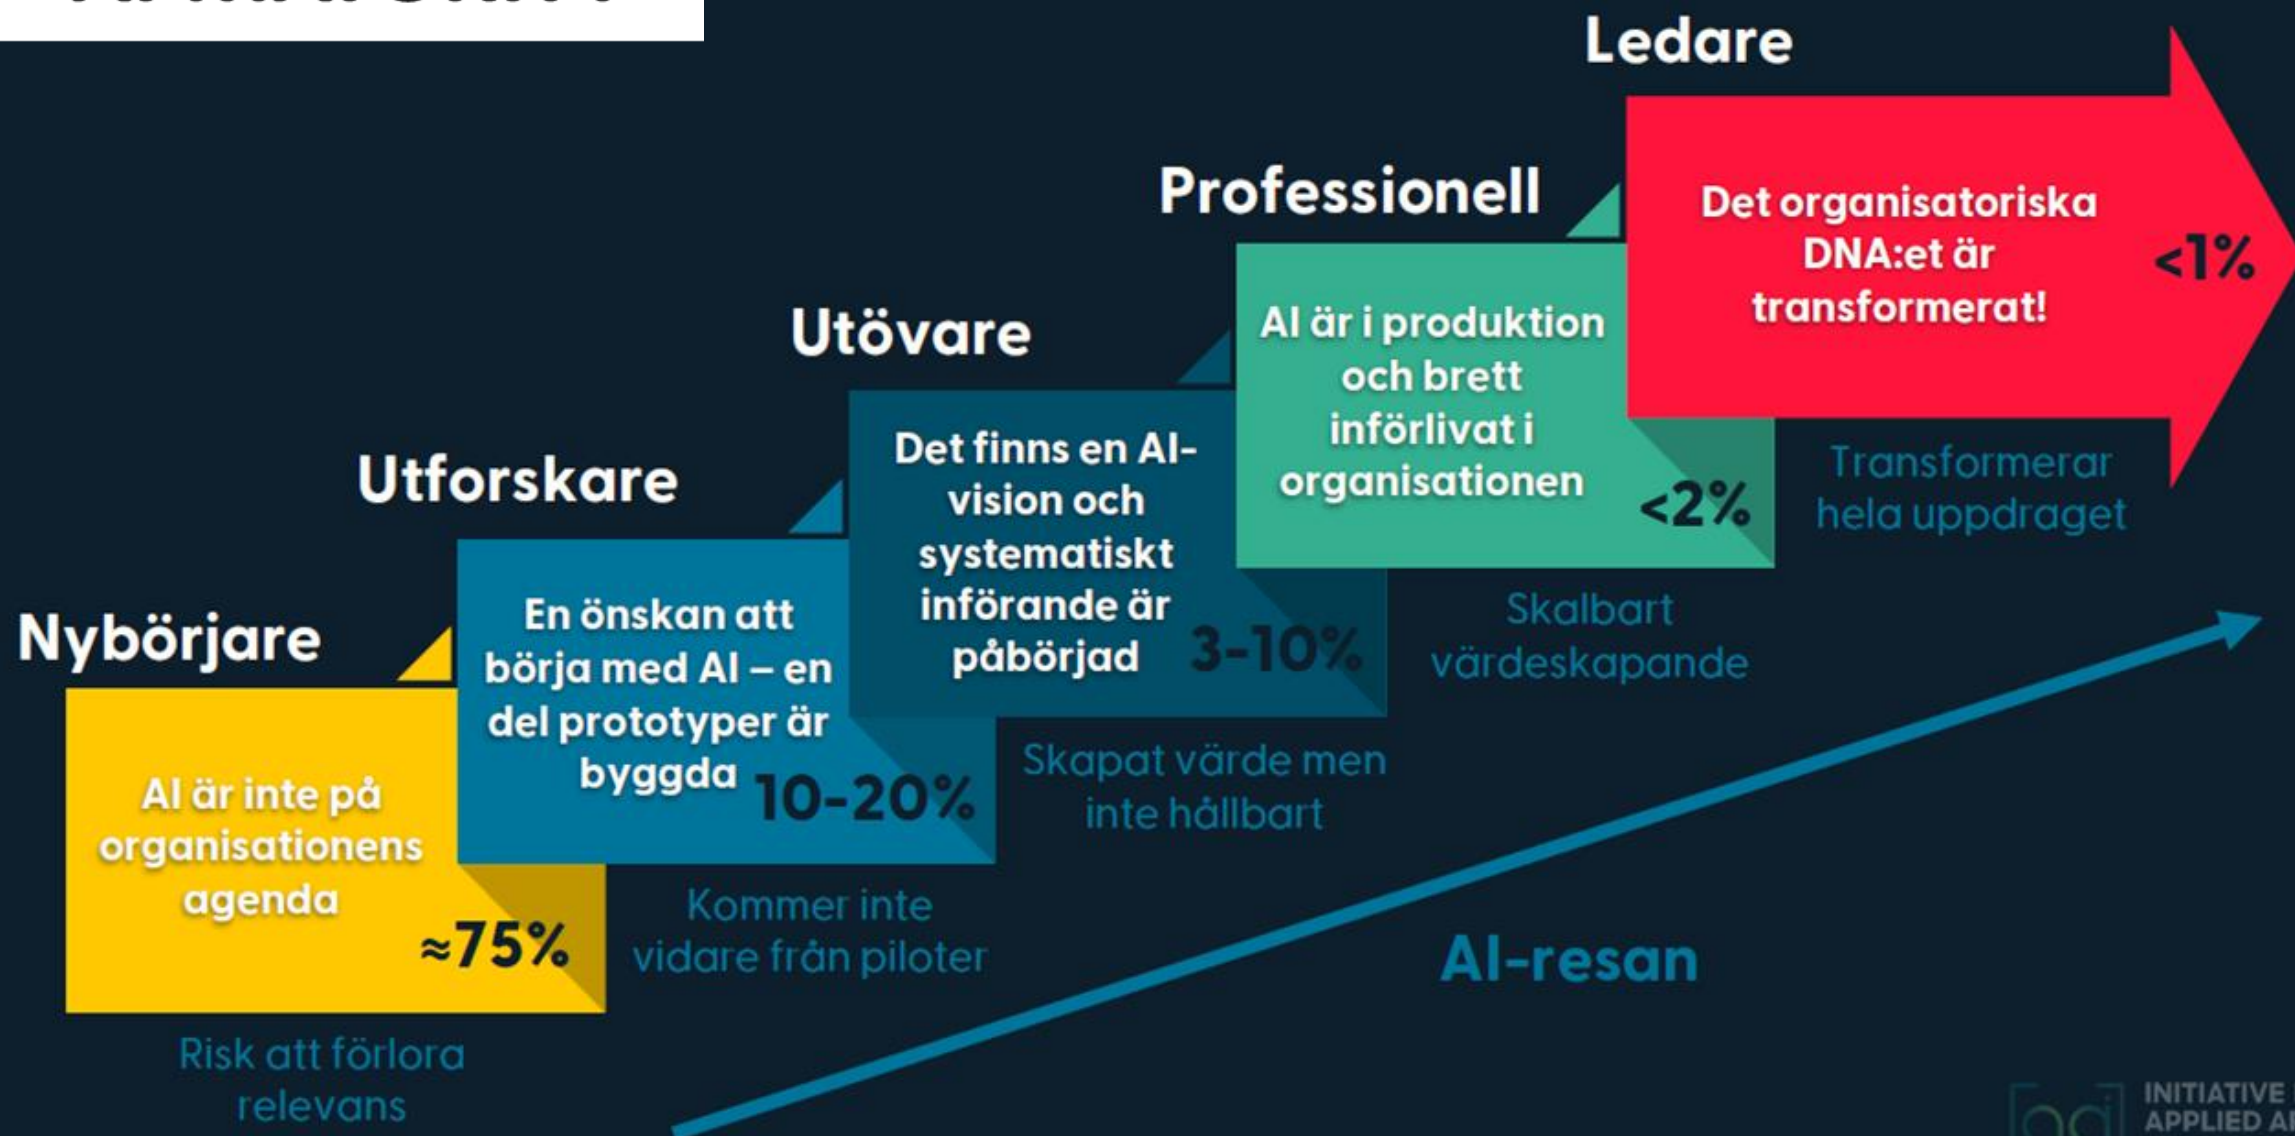 Ledare
Det organisatoriska
DNA:et är
transformerat!
<1%
Transformerar
hela uppdraget
Professionell
AI är i produktion
och brett
införlivat i
organisationen
<2%
Skalbart
värdeskapande
Utövare
Det finns en AI-
vision och
systematiskt
införande är
påbörjad
3-10%
Skapat värde men
inte hållbart
Utforskare
En önskan att
börja med AI – en
del prototyper är
byggda
10-20%
Kommer inte
vidare från piloter
Nybörjare
AI är inte på
organisationens
agenda
≈75%
Risk att förlora
relevans
AI-resan
INITIATIVE
APPLIED